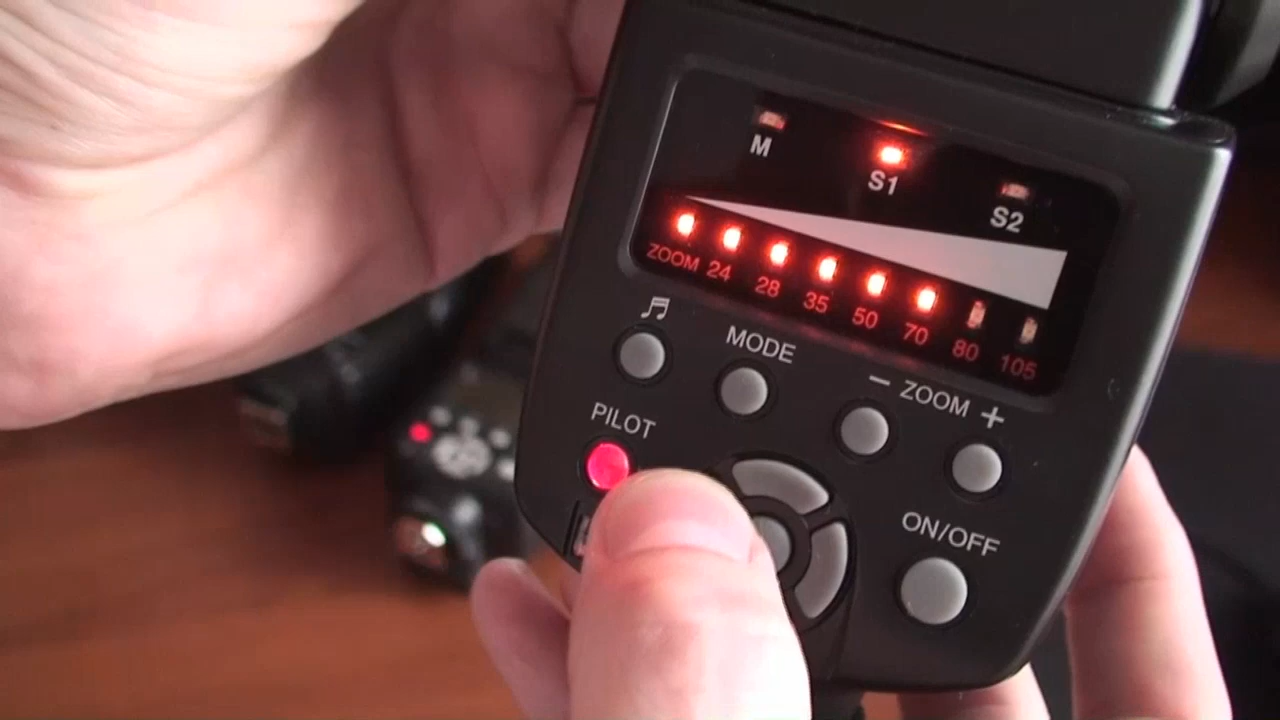 M S1 S2
ZOOM 24 28 35 50 70 80 105
MODE
− ZOOM +
PILOT
ON/OFF